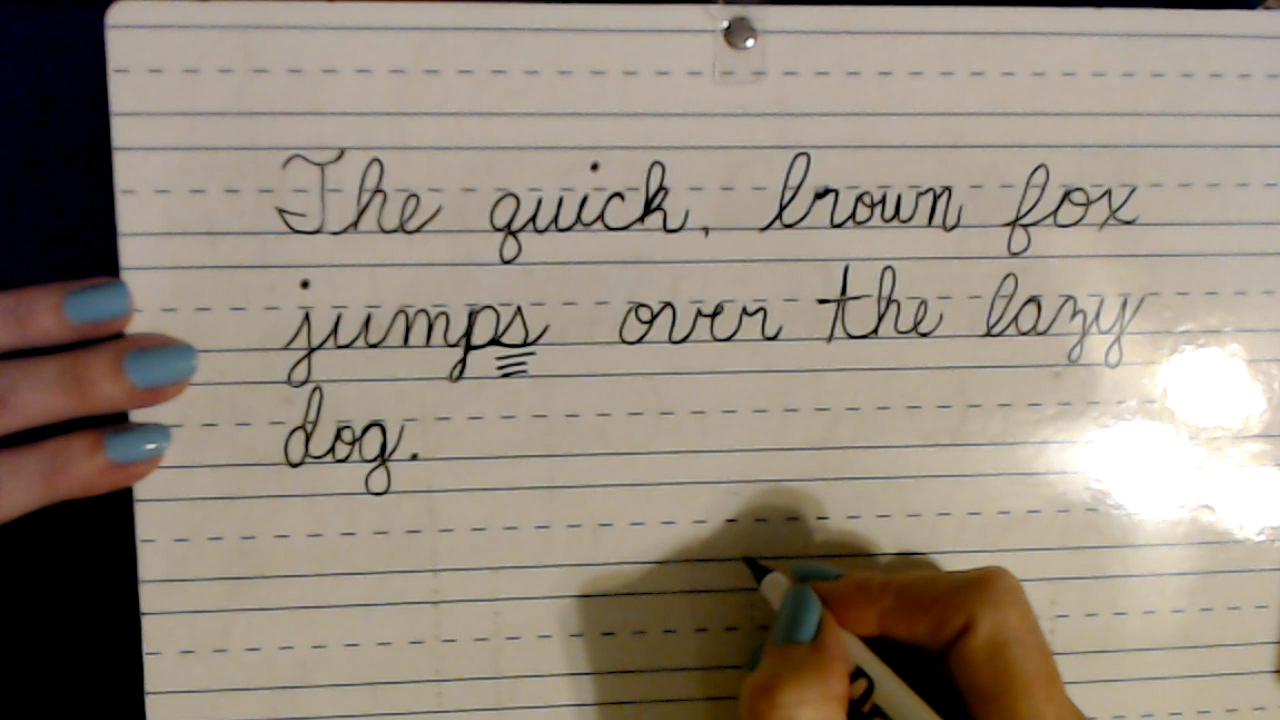 The quick, brown fox
jumps over the lazy
dog.